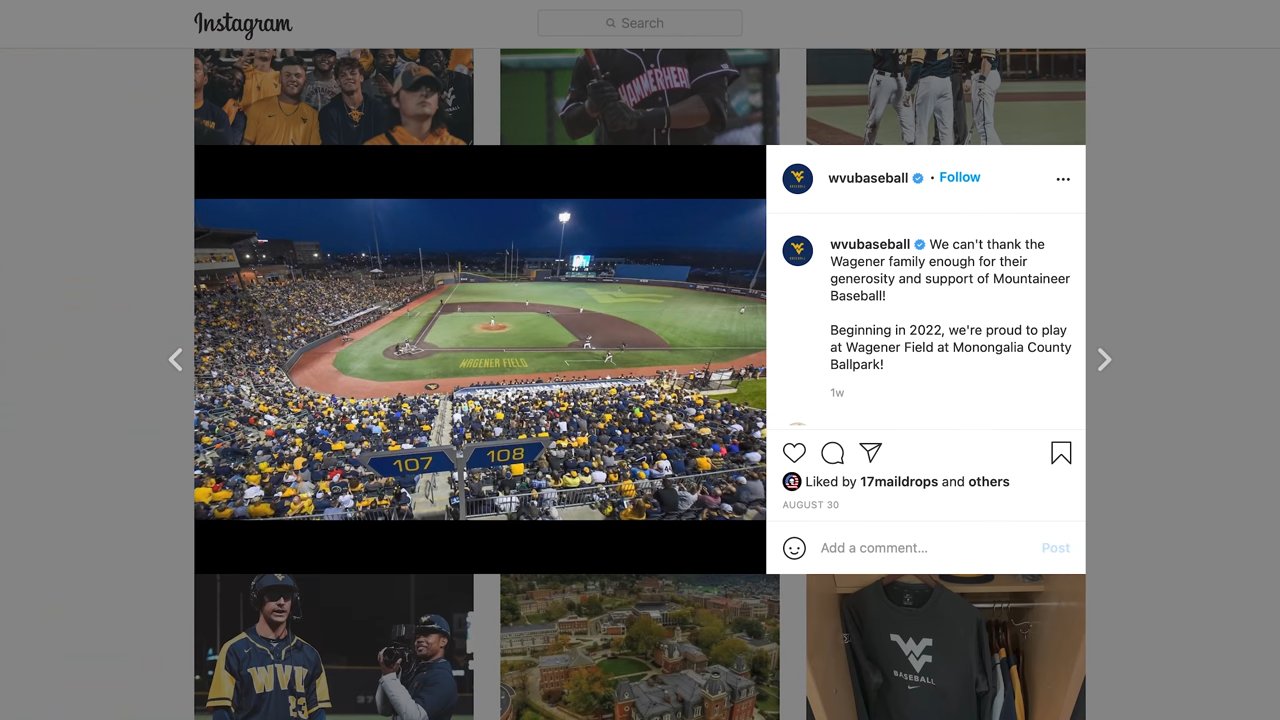 Instagram
Search
HAMMERHEAD
wvubaseball • Follow
wvubaseball We can't thank the
Wagener family enough for their
generosity and support of Mountaineer
Baseball!
Beginning in 2022, we're proud to play
at Wagener Field at Monongalia County
Ballpark!
1w
WAGENER FIELD
107
108
Liked by 17maildrops and others
AUGUST 30
Add a comment...
Post
WVU
23
WV
BASEBALL